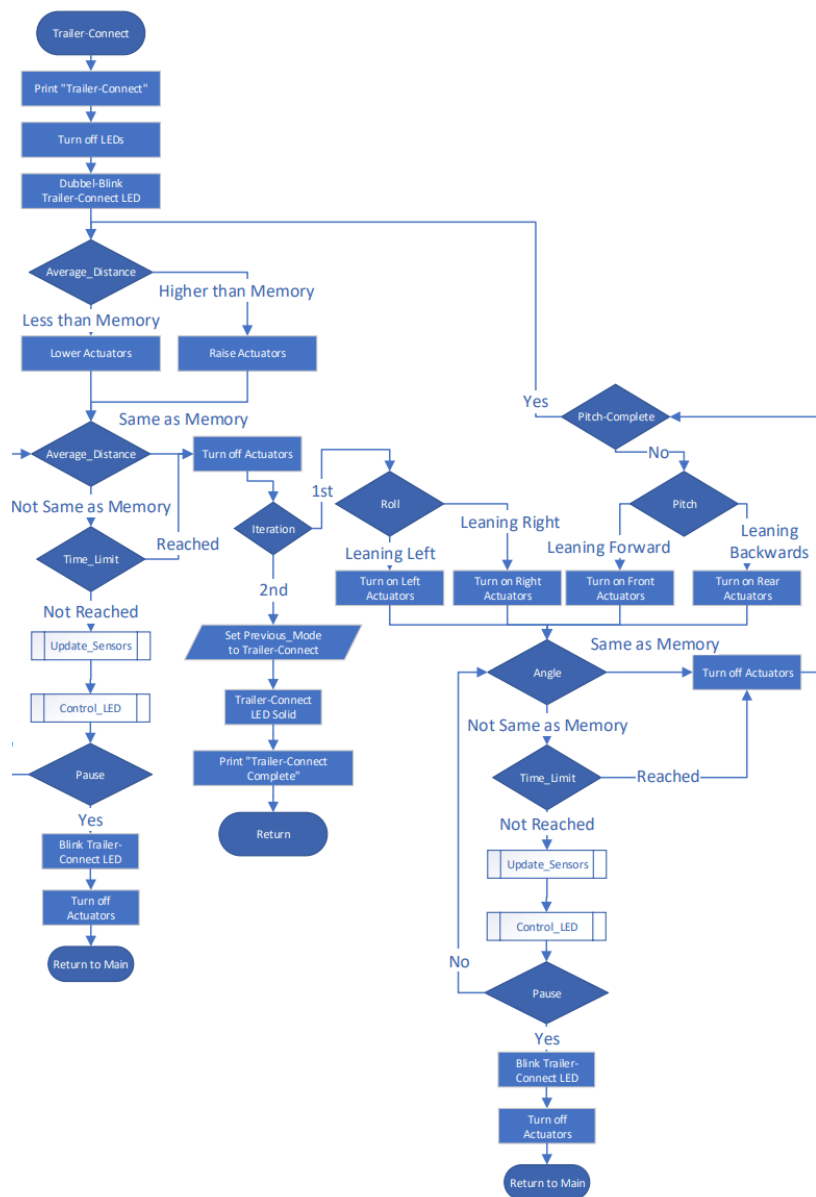 Trailer-Connect
Print "Trailer-Connect"
Turn off LEDs
Dubbel-Blink
Trailer-Connect LED
Average_Distance
Higher than Memory
Less than Memory
Lower Actuators
Raise Actuators
Same as Memory
Average_Distance
Turn off Actuators
Not Same as Memory
Reached
Time_Limit
Not Reached
Update_Sensors
Control_LED
Pause
Yes
Blink Trailer-
Connect LED
Turn off
Actuators
Return to Main
Iteration
1st
2nd
Set Previous_Mode
to Trailer-Connect
Trailer-Connect
LED Solid
Print "Trailer-Connect
Complete"
Return
Roll
Leaning Right
Leaning Left
Turn on Left
Actuators
Turn on Right
Actuators
Yes
Pitch-Complete
No
Pitch
Leaning Forward
Leaning
Backwards
Turn on Front
Actuators
Turn on Rear
Actuators
Same as Memory
Angle
Turn off Actuators
Not Same as Memory
Time_Limit
Reached
Not Reached
Update_Sensors
Control_LED
No
Pause
Yes
Blink Trailer-
Connect LED
Turn off
Actuators
Return to Main